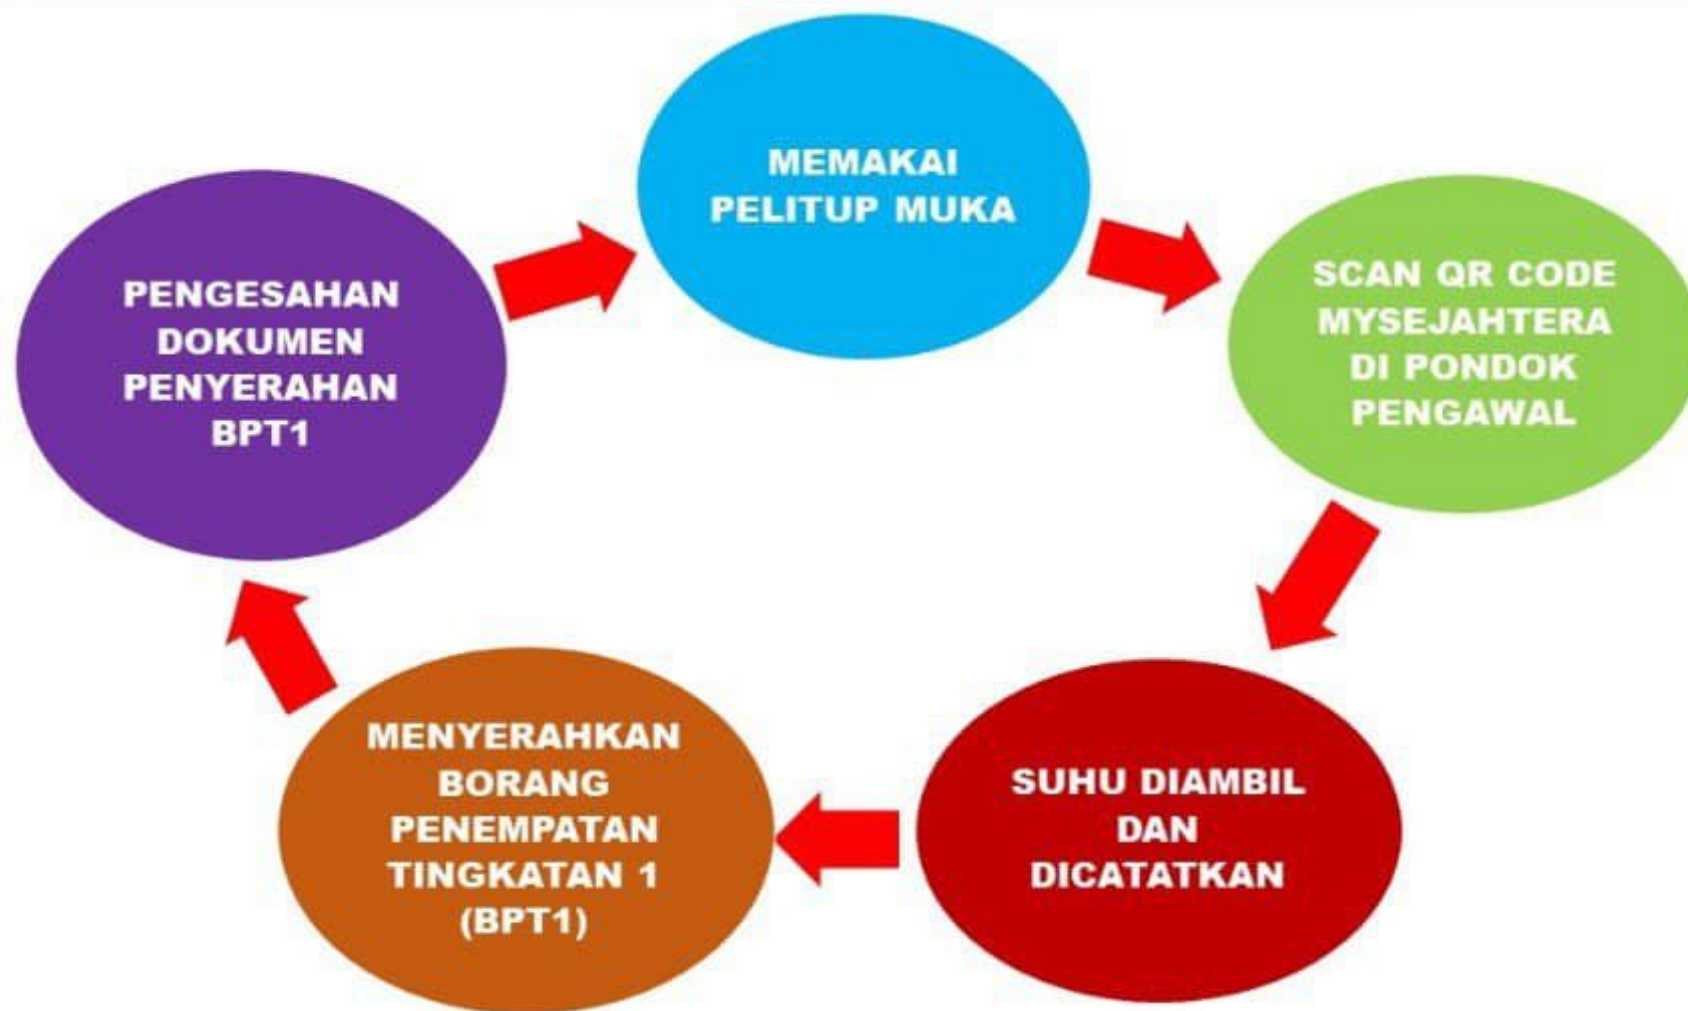 MEMAKAI
PELITUP MUKA
SCAN QR CODE
MYSEJAHTERA
DI PONDOK
PENGAWAL
SUHU DIAMBIL
DAN
DICATATKAN
MENYERAHKAN
BORANG
PENEMPATAN
TINGKATAN 1
(BPT1)
PENGESAHAN
DOKUMEN
PENYERAHAN
BPT1